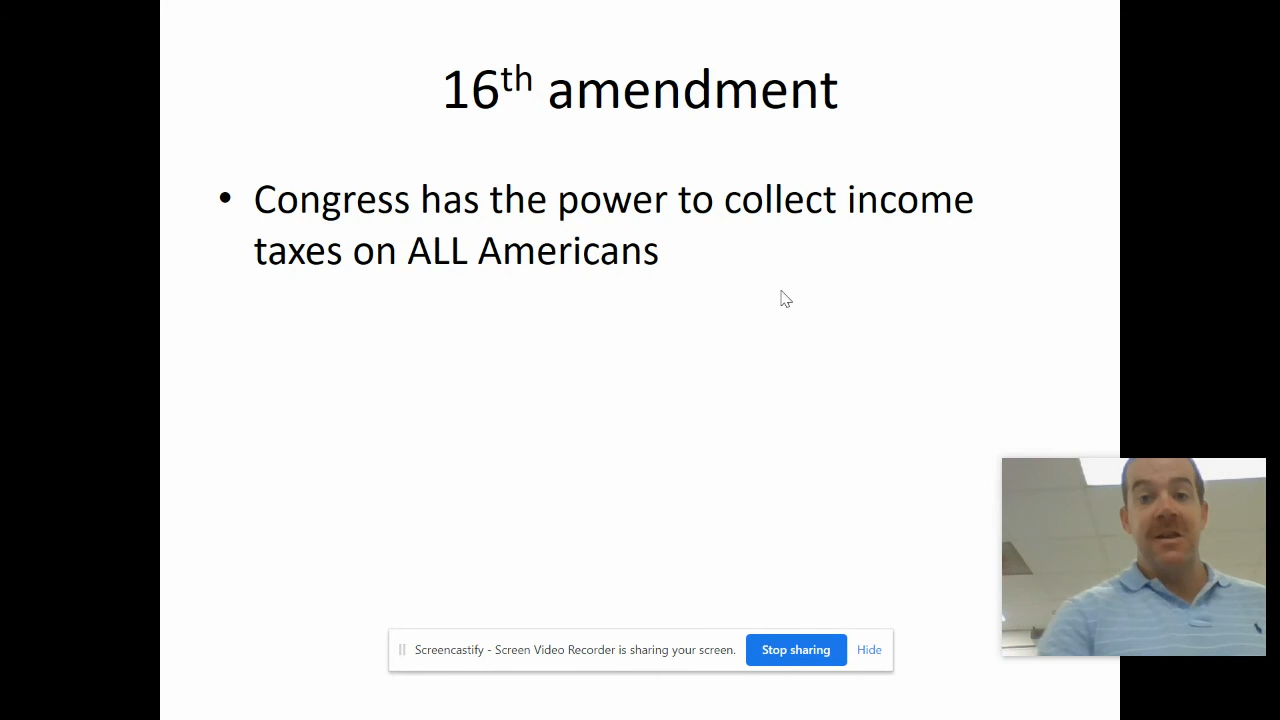 16th amendment
• Congress has the power to collect income
taxes on ALL Americans
Screencastify - Screen Video Recorder is sharing your screen. Stop sharing Hide